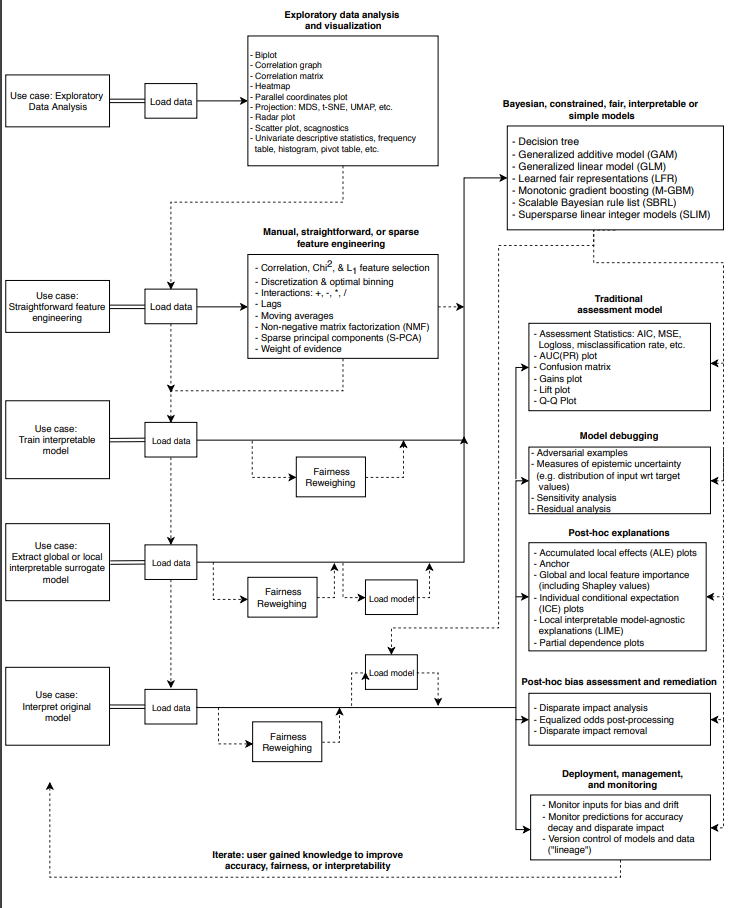 Exploratory data analysis
and visualization
- Biplot
- Correlation graph
- Correlation matrix
- Heatmap
- Parallel coordinates plot
- Projection: MDS, t-SNE, UMAP, etc.
- Radar plot
- Scatter plot, scagnostics
- Univariate descriptive statistics, frequency
table, histogram, pivot table, etc.
Use case: Exploratory
Data Analysis
Load data
Bayesian, constrained, fair, interpretable or
simple models
- Decision tree
- Generalized additive model (GAM)
- Generalized linear model (GLM)
- Learned fair representations (LFR)
- Monotonic gradient boosting (M-GBM)
- Scalable Bayesian rule list (SBRL)
- Supersparse linear integer models (SLIM)
Manual, straightforward, or sparse
feature engineering
- Correlation, Chi2, & L1 feature selection
- Discretization & optimal binning
- Interactions: +, -, *, /
- Lags
- Moving averages
- Non-negative matrix factorization (NMF)
- Sparse principal components (S-PCA)
- Weight of evidence
Use case:
Straightforward feature
engineering
Load data
Traditional
assessment model
- Assessment Statistics: AIC, MSE,
Logloss, misclassification rate, etc.
- AUC(PR) plot
- Confusion matrix
- Gains plot
- Lift plot
- Q-Q Plot
Use case:
Train interpretable
model
Load data
Fairness
Reweighing
Model debugging
- Adversarial examples
- Measures of epistemic uncertainty
(e.g. distribution of input wrt target
values)
- Sensitivity analysis
- Residual analysis
Use case:
Extract global or local
interpretable surrogate
model
Load data
Fairness
Reweighing
Load model
Post-hoc explanations
- Accumulated local effects (ALE) plots
- Anchor
- Global and local feature importance
(including Shapley values)
- Individual conditional expectation
(ICE) plots
- Local interpretable model-agnostic
explanations (LIME)
- Partial dependence plots
Use case:
Interpret original
model
Load data
Load model
Fairness
Reweighing
Post-hoc bias assessment and remediation
- Disparate impact analysis
- Equalized odds post-processing
- Disparate impact removal
Deployment, management,
and monitoring
- Monitor inputs for bias and drift
- Monitor predictions for accuracy
decay and disparate impact
- Version control of models and data
("lineage")
Iterate: user gained knowledge to improve
accuracy, fairness, or interpretability